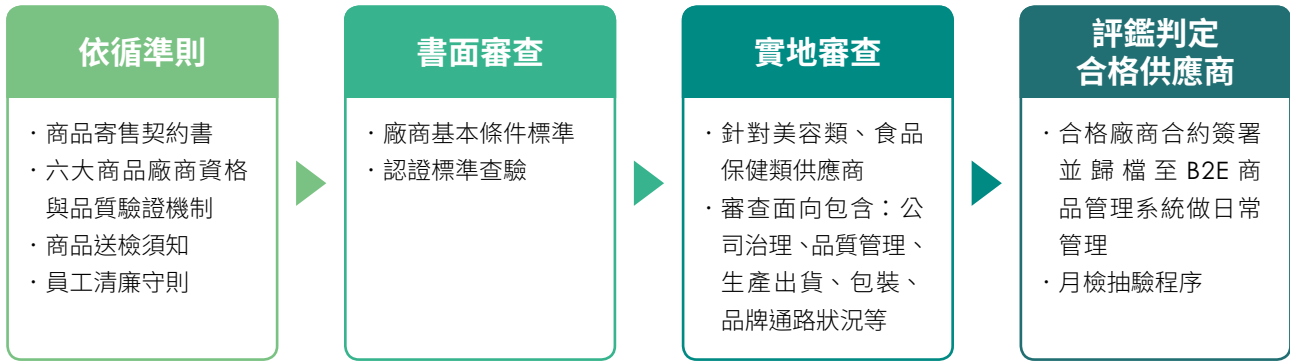 依循準則
・商品寄售契約書
・六大商品廠商資格
與品質驗證機制
・商品送檢須知
・員工清廉守則
書面審查
・廠商基本條件標準
・認證標準查驗
實地審查
・針對美容類、食品
保健類供應商
・審查面向包含：公
司治理、品質管理、
生產出貨、包裝、
品牌通路狀況等
評鑑判定
合格供應商
・合格廠商合約簽署
並歸檔至 B2E 商
品管理系統做日常
管理
・月檢抽驗程序